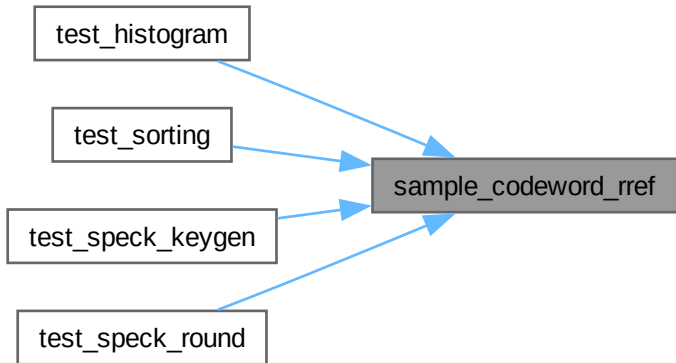 test_histogram
test_sorting
sample_codeword_rref
test_speck_keygen
test_speck_round